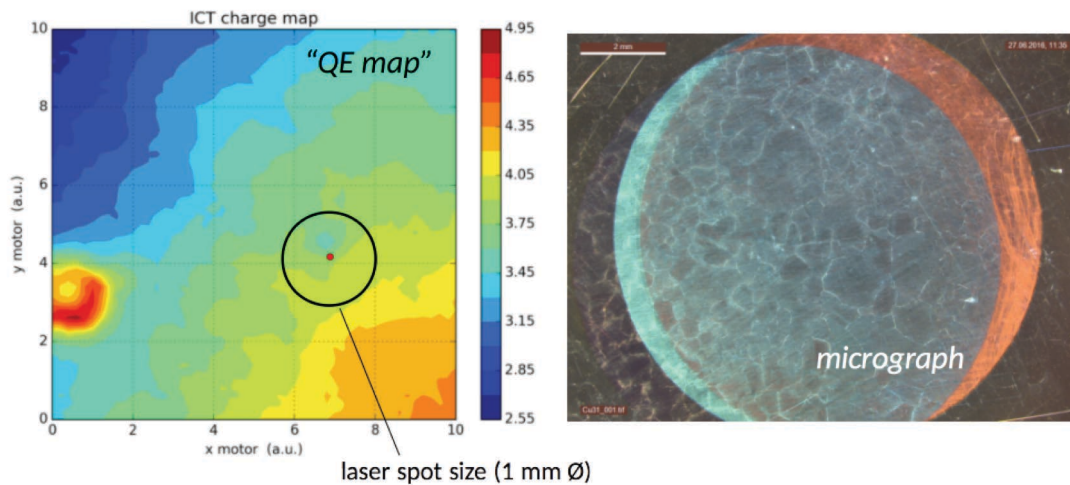 ICT charge map
10
8
6
4
2
0
0
2
4
6
8
10
y motor (a.u.)
x motor (a.u.)
"QE map"
4.95
4.65
4.35
4.05
3.75
3.45
3.15
2.85
2.55
laser spot size (1 mm Ø)
2 mm
27.06.2016, 11:35
micrograph
Cu31_001.tif